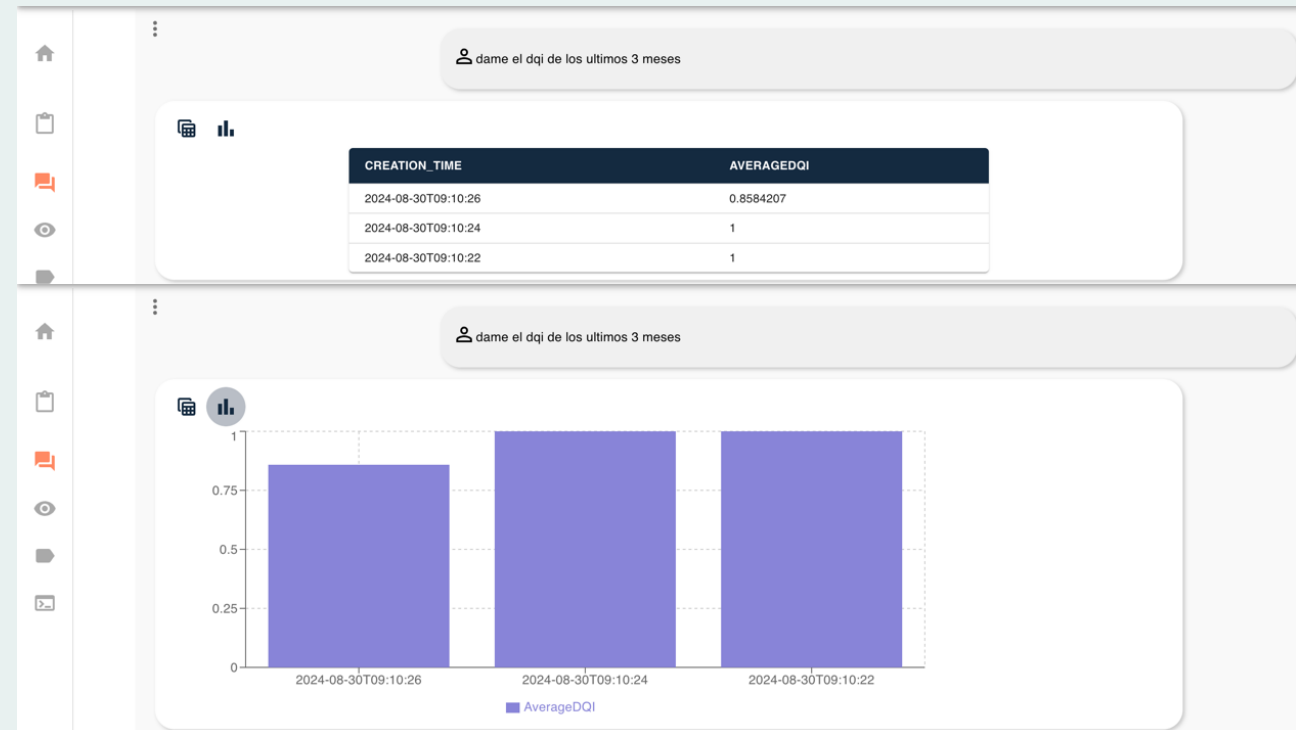 dame el dqi de los ultimos 3 meses
CREATION_TIME AVERAGEDQI
2024-08-30T09:10:26 0.8584207
2024-08-30T09:10:24 1
2024-08-30T09:10:22 1
dame el dqi de los ultimos 3 meses
1
0.75
0.5
0.25
0
2024-08-30T09:10:26 2024-08-30T09:10:24 2024-08-30T09:10:22
AverageDQI